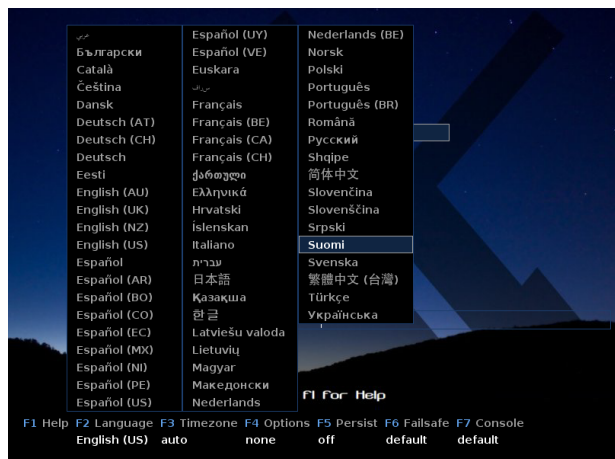 عربي
Български
Català
Čeština
Dansk
Deutsch (AT)
Deutsch (CH)
Deutsch
Eesti
English (AU)
English (UK)
English (NZ)
English (US)
Español
Español (AR)
Español (BO)
Español (CO)
Español (EC)
Español (MX)
Español (NI)
Español (PE)
Español (US)
Español (UY)
Español (VE)
Euskara
Français
Français (BE)
Français (CA)
Français (CH)
ქართული
Ελληνικά
Hrvatski
Íslenskan
Italiano
עברית
日本語
Қазақша
한글
Latviešu valoda
Lietuvių
Magyar
Македонски
Nederlands
Nederlands (BE)
Norsk
Polski
Português
Português (BR)
Română
Русский
Shqipe
简体中文
Slovenčina
Slovenščina
Srpski
Suomi
Svenska
繁體中文 (台灣)
Türkçe
Українська
f1 for Help
F1 Help F2 Language F3 Timezone F4 Options F5 Persist F6 Failsafe F7 Console
English (US) auto none off default default